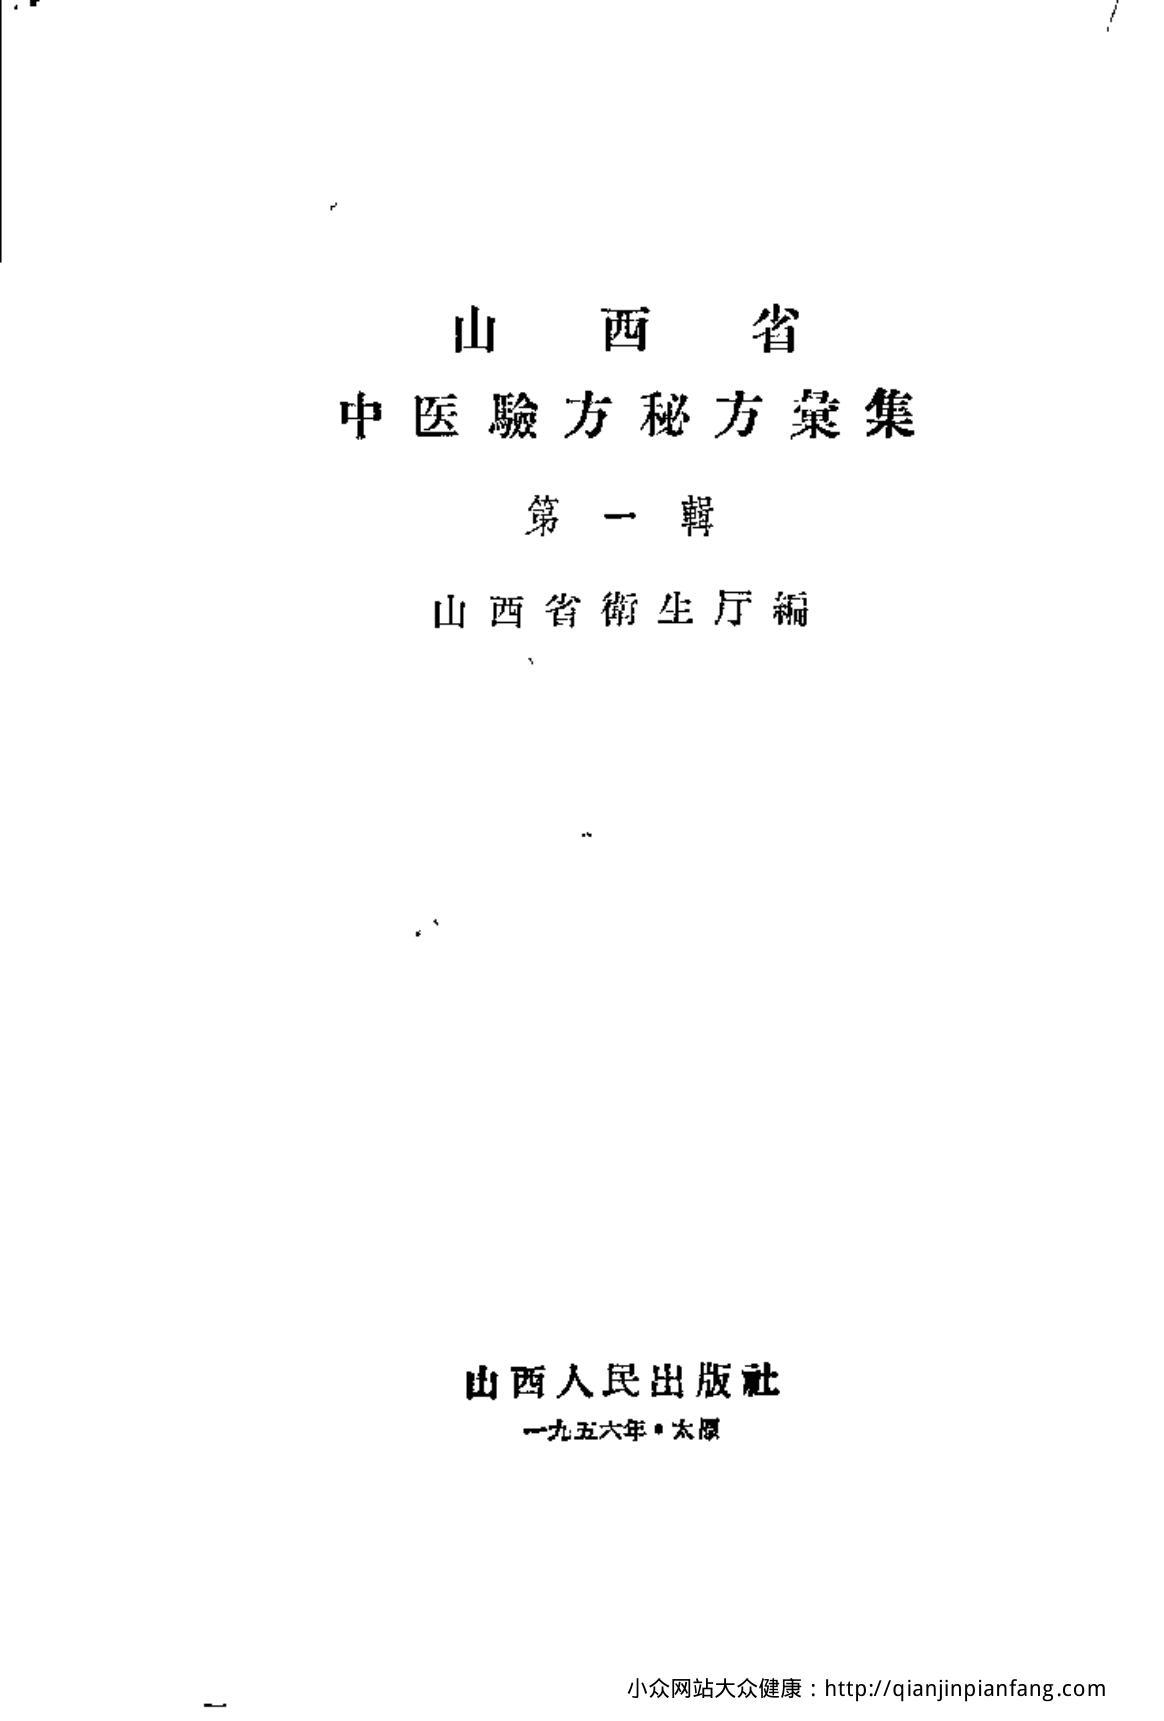 山西省
中医驗方秘方彙集
第一輯
山西省衛生厅編
山西人民出版社
一九五六年·太原
小众网站大众健康：http://qianjinpianfang.com